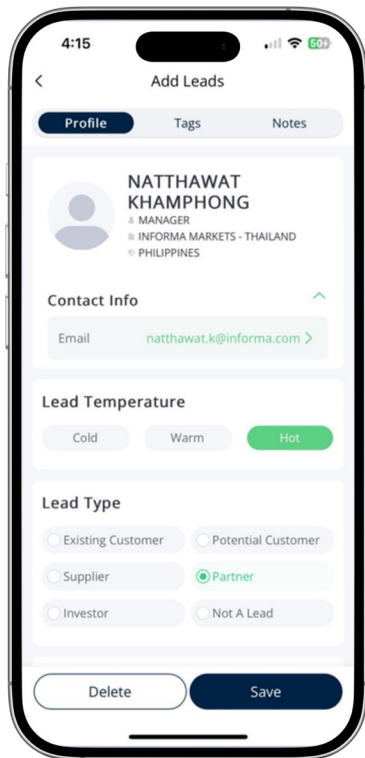 4:15
50
Add Leads
Profile Tags Notes
NATTHAWAT
KHAMPHONG
MANAGER
INFORMA MARKETS - THAILAND
PHILIPPINES
Contact Info
Email natthawat.k@informa.com
Lead Temperature
Cold Warm Hot
Lead Type
Existing Customer Potential Customer
Supplier Partner
Investor Not A Lead
Delete Save